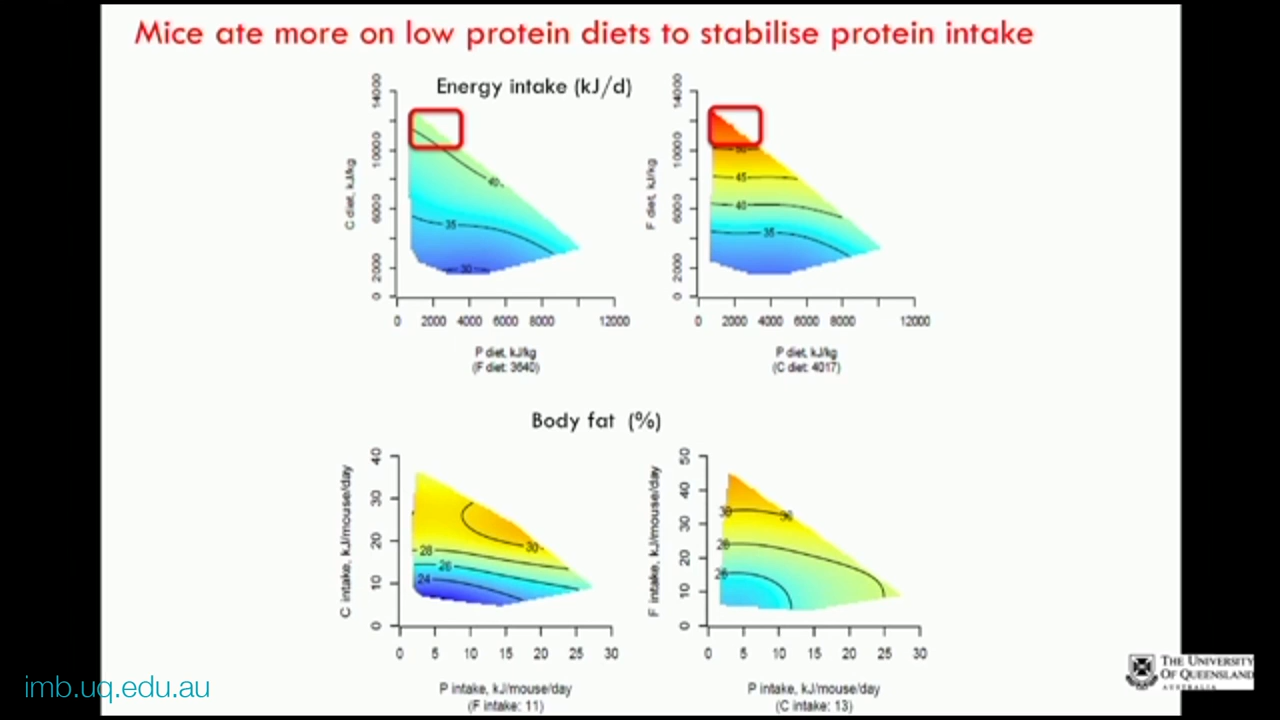 Mice ate more on low protein diets to stabilise protein intake
Energy intake (kJ/d)
C diet, kJ/kg
14000
10000
6000
2000
0
40
35
30
0 2000 4000 6000 8000 12000
P diet, kJ/kg
(F diet: 3640)
F diet, kJ/kg
14000
10000
6000
2000
0
50
45
40
35
0 2000 4000 6000 8000 12000
P diet, kJ/kg
(C diet: 4017)
Body fat (%)
C intake, kJ/mouse/day
40
30
20
10
0
30
28
26
24
0 5 10 15 20 25 30
P intake, kJ/mouse/day
(F intake: 11)
F intake, kJ/mouse/day
50
40
30
20
10
0
30 30
28
26
0 5 10 15 20 25 30
P intake, kJ/mouse/day
(C intake: 13)
imb.uq.edu.au
THE UNIVERSITY
OF QUEENSLAND
AUSTRALIA